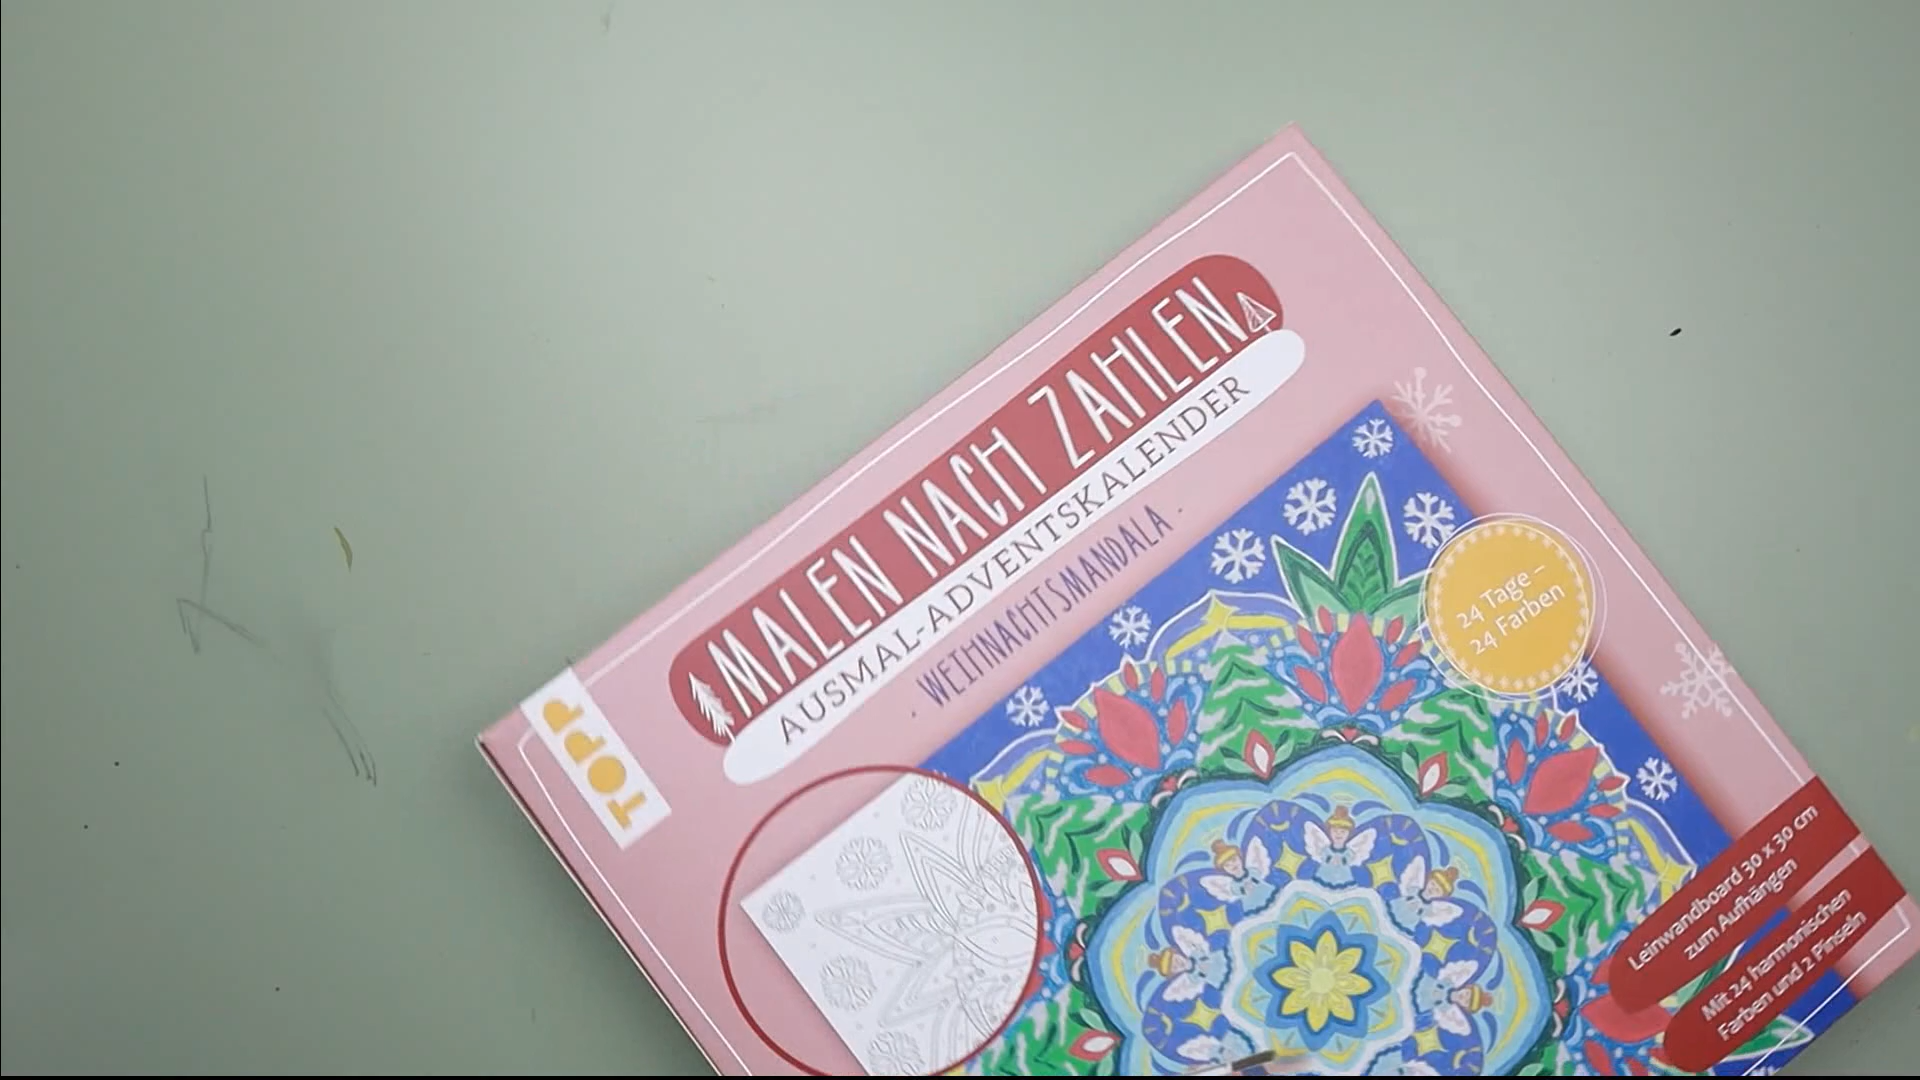 MALEN NACH ZAHLEN
AUSMAL-ADVENTSKALENDER
· WEIHNACHTSMANDALA ·
TOPP
24 Tage –
24 Farben
Leinwandboard 30 x 30 cm
zum Aufhängen
Mit 24 harmonischen
Farben und 2 Pinseln